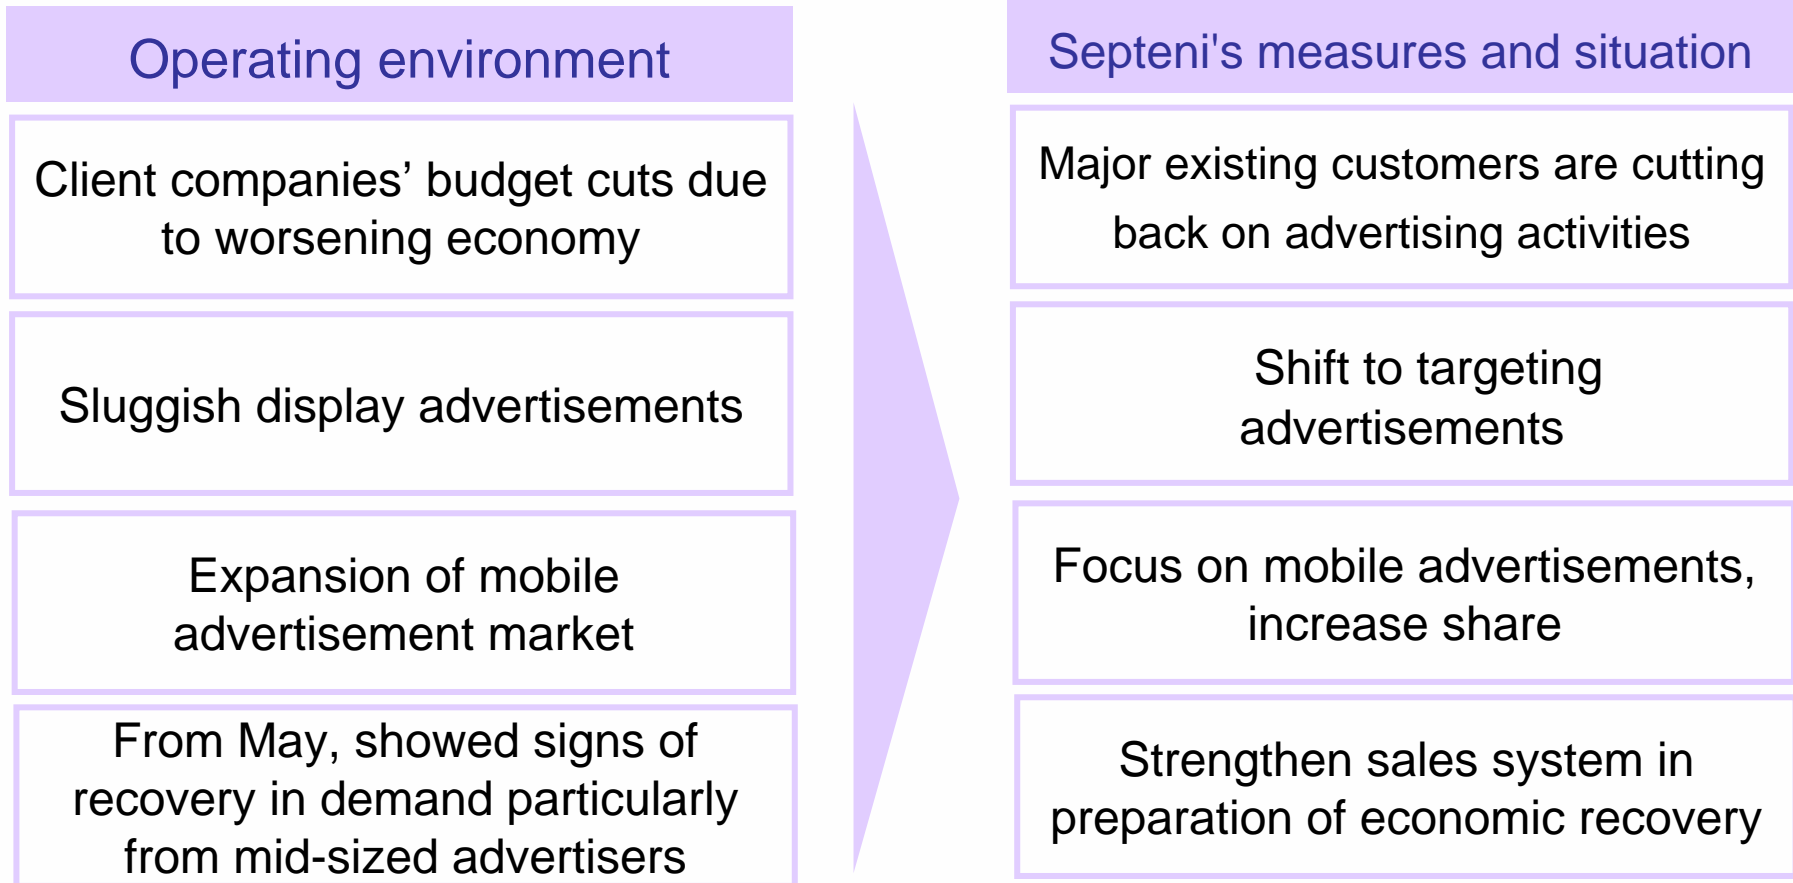 Operating environment
Client companies’ budget cuts due
to worsening economy
Sluggish display advertisements
Expansion of mobile
advertisement market
From May, showed signs of
recovery in demand particularly
from mid-sized advertisers
Septeni's measures and situation
Major existing customers are cutting
back on advertising activities
Shift to targeting
advertisements
Focus on mobile advertisements,
increase share
Strengthen sales system in
preparation of economic recovery